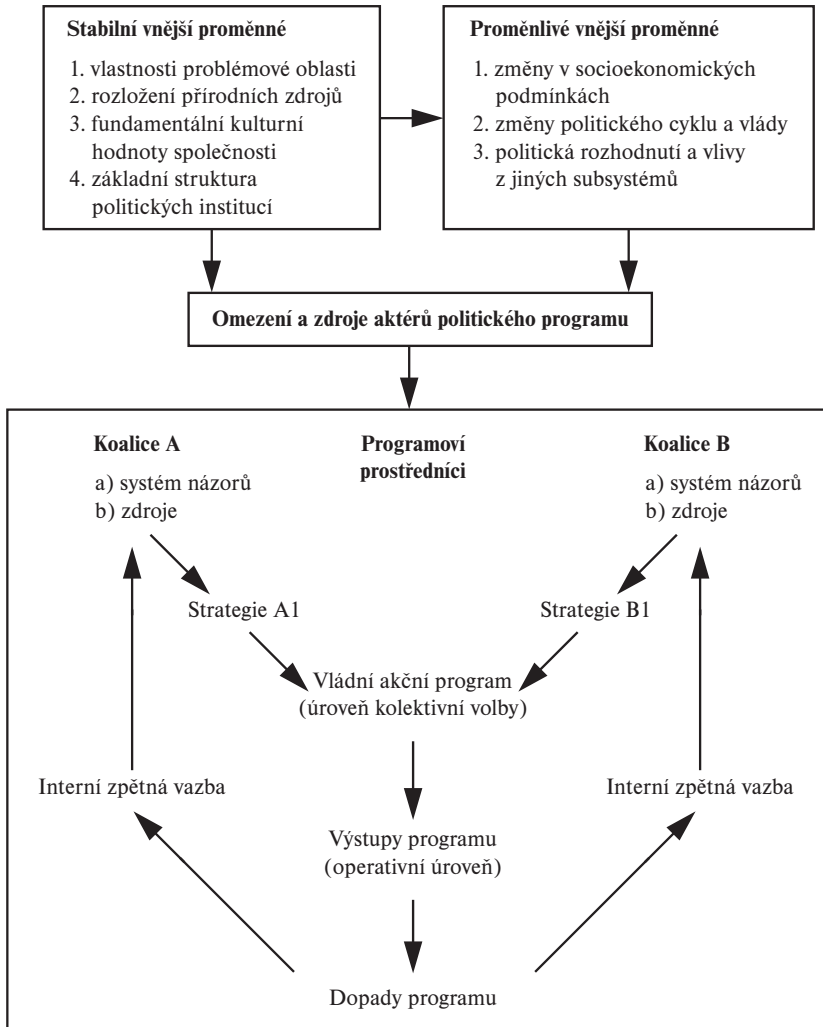 Stabilní vnější proměnné
1. vlastnosti problémové oblasti
2. rozložení přírodních zdrojů
3. fundamentální kulturní
hodnoty společnosti
4. základní struktura
politických institucí
Proměnlivé vnější proměnné
1. změny v socioekonomických
podmínkách
2. změny politického cyklu a vlády
3. politická rozhodnutí a vlivy
z jiných subsystémů
Omezení a zdroje aktérů politického programu
Koalice A
a) systém názorů
b) zdroje
Programoví
prostředníci
Koalice B
a) systém názorů
b) zdroje
Strategie A1
Strategie B1
Vládní akční program
(úroveň kolektivní volby)
Interní zpětná vazba
Interní zpětná vazba
Výstupy programu
(operativní úroveň)
Dopady programu